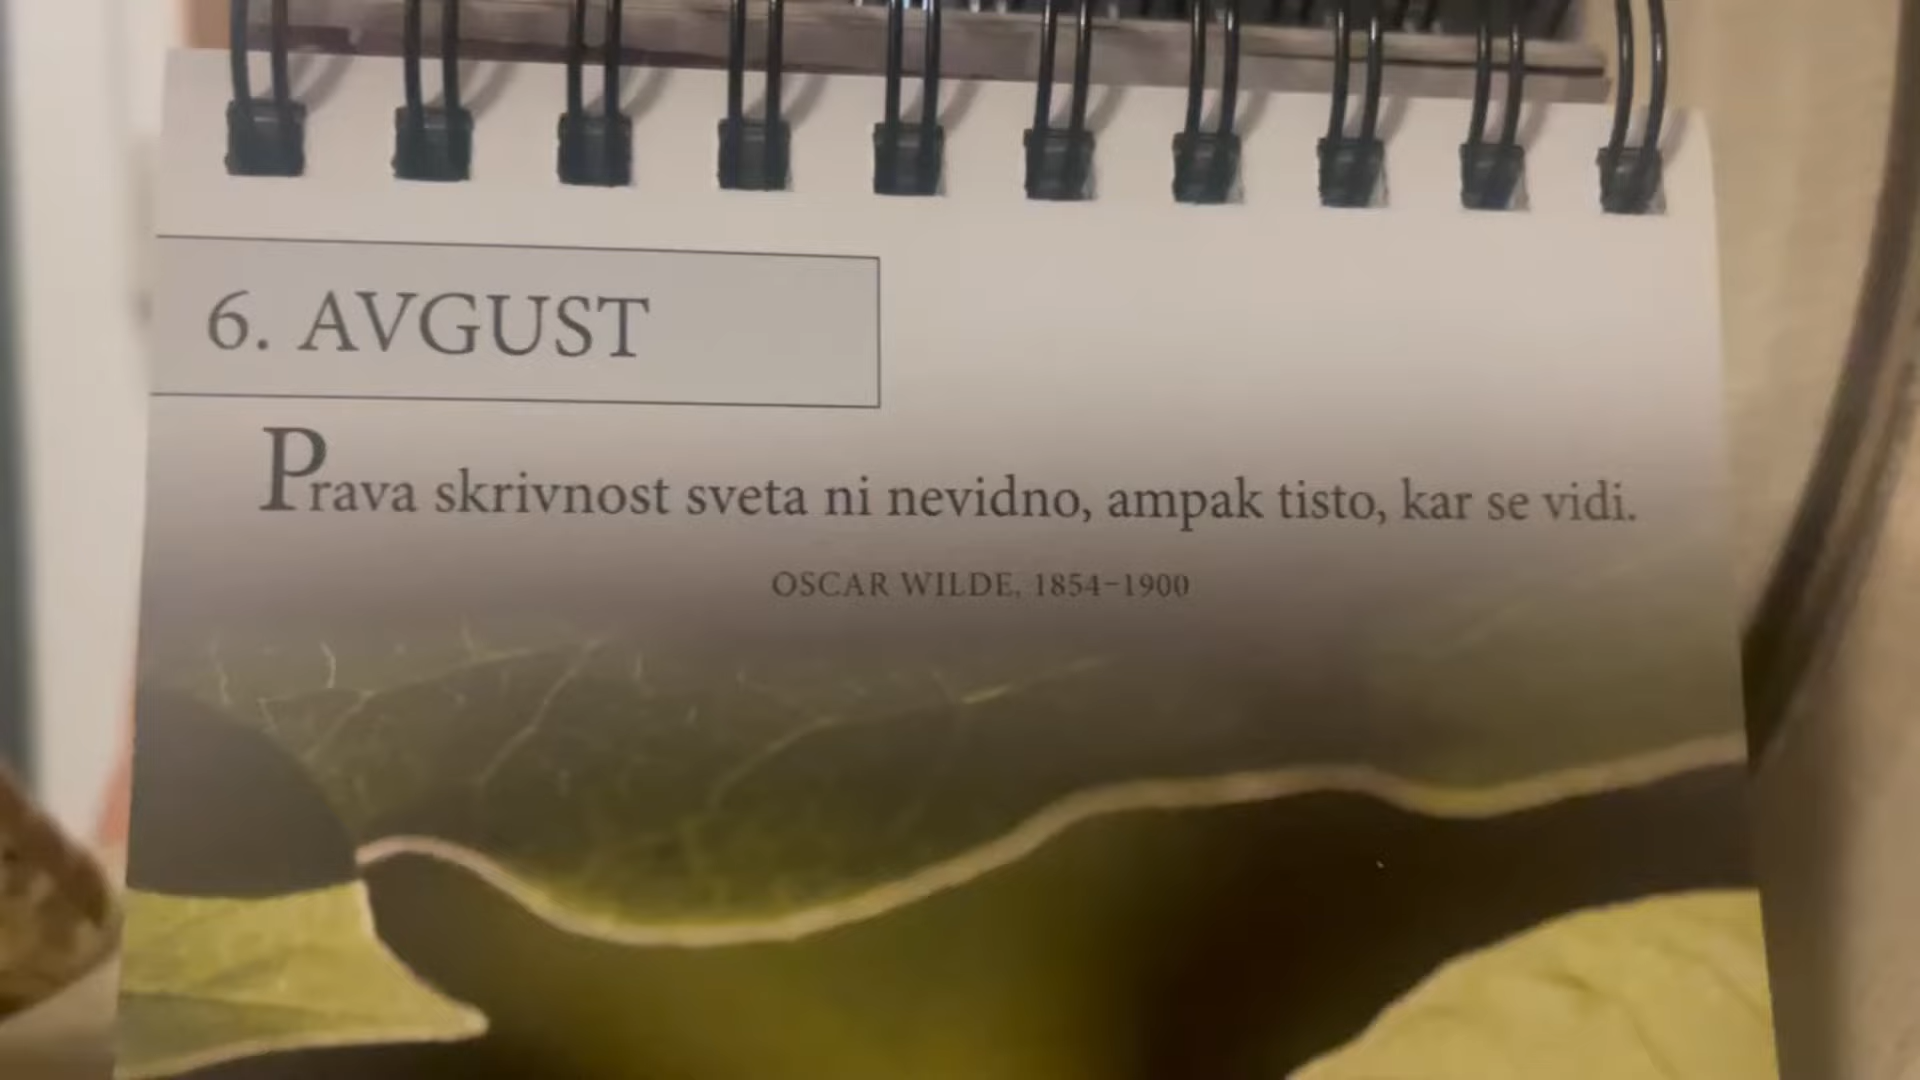 6. AVGUST
Prava skrivnost sveta ni nevidno, ampak tisto, kar se vidi.
OSCAR WILDE, 1854–1900